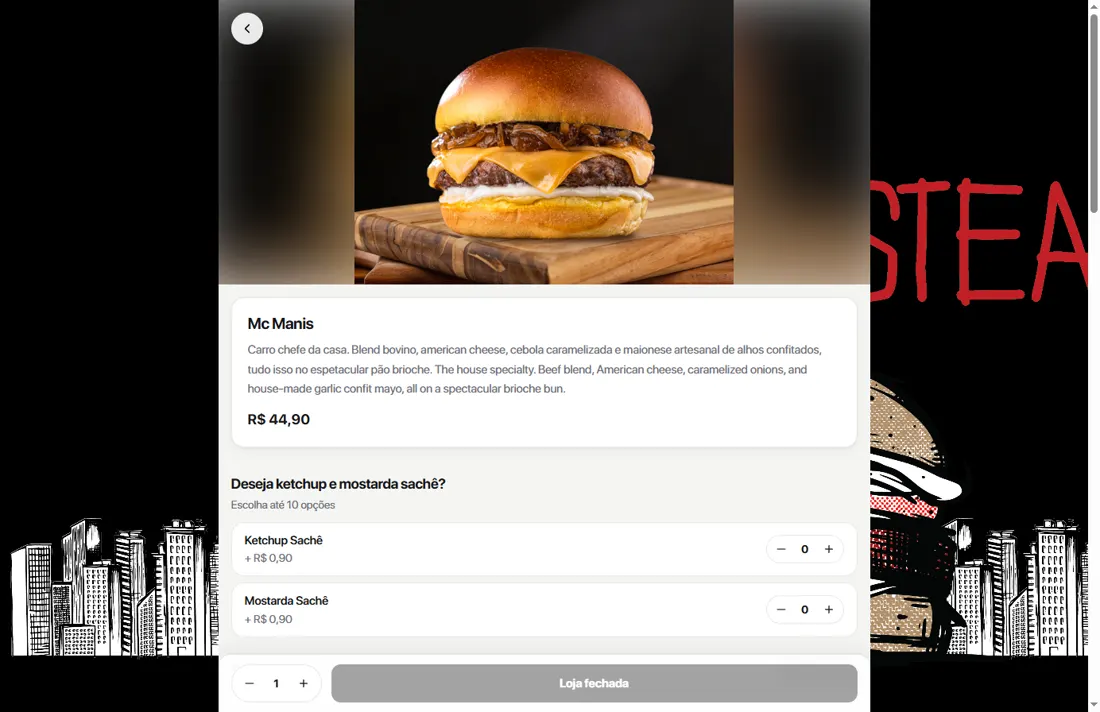 STEA
Mc Manis
Carro chefe da casa. Blend bovino, american cheese, cebola caramelizada e maionese artesanal de alhos confitados,
tudo isso no espetacular pão brioche. The house specialty. Beef blend, American cheese, caramelized onions, and
house-made garlic confit mayo, all on a spectacular brioche bun.
R$ 44,90
Deseja ketchup e mostarda sachê?
Escolha até 10 opções
Ketchup Sachê
+ R$ 0,90
− 0 +
Mostarda Sachê
+ R$ 0,90
− 0 +
− 1 +
Loja fechada